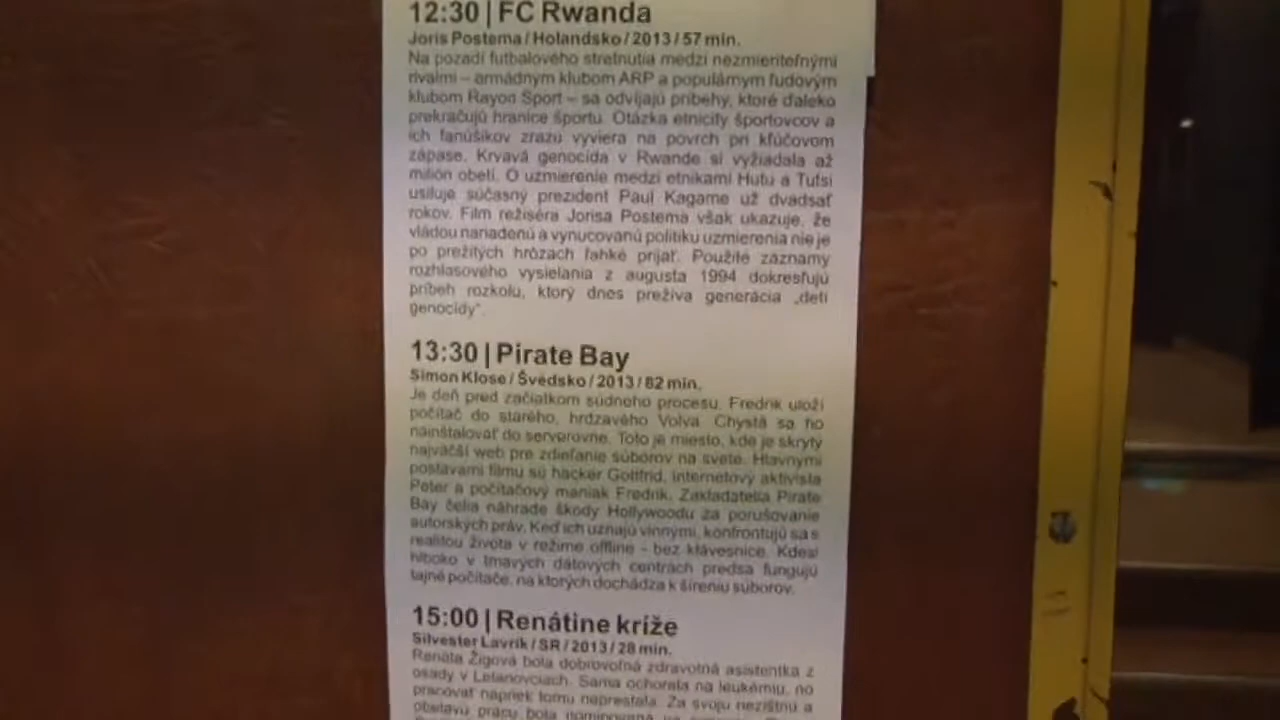 12:30 | FC Rwanda
Joris Postema / Holandsko / 2013 / 57 min.
Na pozadí futbalového stretnutia medzi nezmieriteľnými
rivalmi – armádnym klubom ARP a populárnym ľudovým
klubom Rayon Sport – sa odvíjajú príbehy, ktoré ďaleko
prekračujú hranice športu. Otázka etnicity športovcov a
ich fanúšikov zrazu vyviera na povrch pri kľúčovom
zápase. Krvavá genocída v Rwande si vyžiadala až
milión obetí. O uzmierenie medzi etnikami Hutu a Tutsi
usiluje súčasný prezident Paul Kagame už dvadsať
rokov. Film režiséra Jorisa Postema však ukazuje, že
vládou nariadenú a vynucovanú politiku uzmierenia nie je
po prežitých hrôzach ľahké prijať. Použité záznamy
rozhlasového vysielania z augusta 1994 dokresľujú
príbeh rozkolu, ktorý dnes prežíva generácia „detí
genocídy“.
13:30 | Pirate Bay
Simon Klose / Švédsko / 2013 / 82 min.
Je deň pred začiatkom súdneho procesu. Fredrik uloží
počítač do starého, hrdzavého Volva. Chystá sa ho
nainštalovať do serverovne. Toto je miesto, kde je skrytý
najväčší web pre zdieľanie súborov na svete. Hlavnými
postavami filmu sú hacker Gottfrid, internetový aktivista
Peter a počítačový maniak Fredrik. Zakladatelia Pirate
Bay čelia náhrade škody Hollywoodu za porušovanie
autorských práv. Keď ich uznajú vinnými, konfrontujú sa s
realitou života v režime offline - bez klávesnice. Kdesi
hlboko v tmavých dátových centrách predsa fungujú
tajné počítače, na ktorých dochádza k šíreniu súborov.
15:00 | Renátine kríže
Silvester Lavrík / SR / 2013 / 28 min.
Renáta Žigová bola dobrovoľná zdravotná asistentka z
osady v Letanovciach. Sama ochorela na leukémiu, no
pracovať napriek tomu neprestala. Za svoju nezištnú a
obetavú prácu bola nominovaná